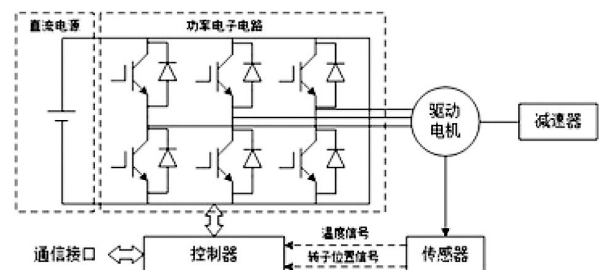 直流电源
功率电子电路
驱动
电机
减速器
温度信号
通信接口
控制器
转子位置信号
传感器